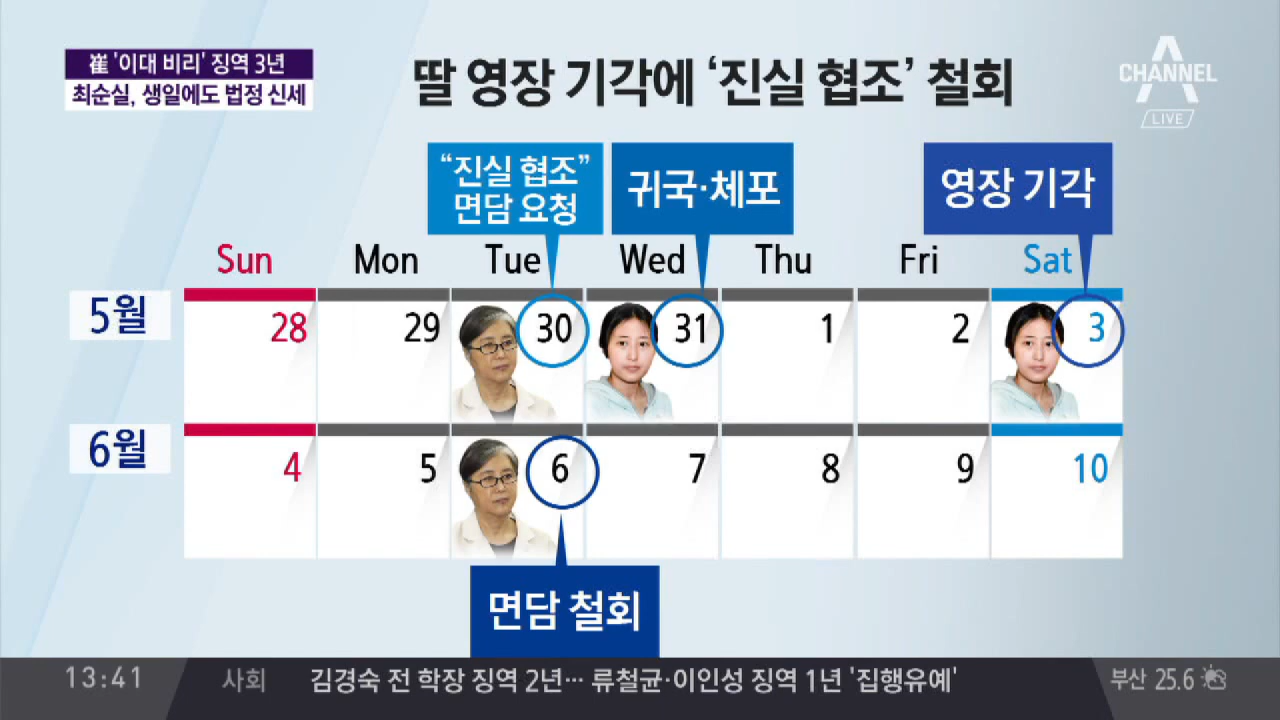 崔 '이대 비리' 징역 3년
최순실, 생일에도 법정 신세
딸 영장 기각에 ‘진실 협조’ 철회
CHANNEL A
LIVE
“진실 협조”
면담 요청
귀국·체포
영장 기각
Sun Mon Tue Wed Thu Fri Sat
5월 28 29 30 31 1 2 3
6월 4 5 6 7 8 9 10
면담 철회
13:41 사회 김경숙 전 학장 징역 2년… 류철균·이인성 징역 1년 '집행유예' 부산 25.6